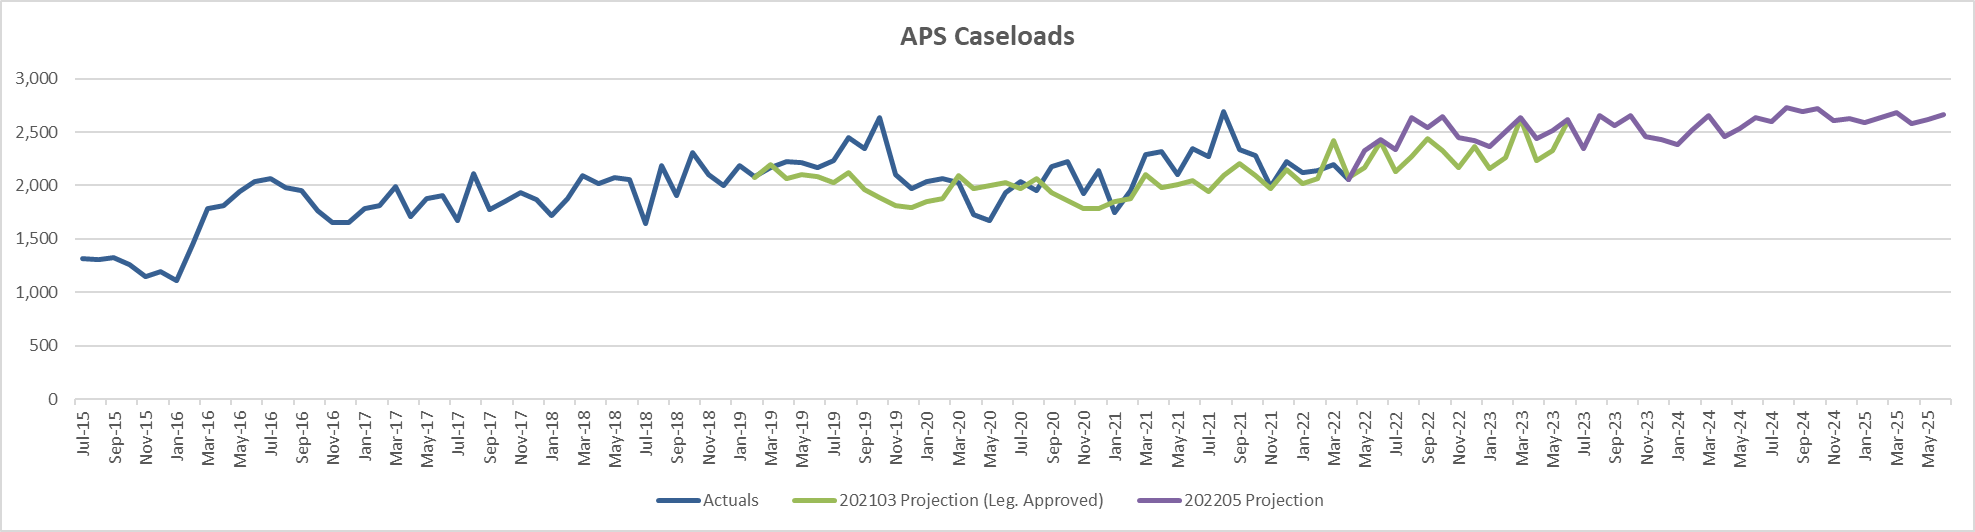 APS Caseloads
3,000
2,500
2,000
1,500
1,000
500
0
Jul-15
Sep-15
Nov-15
Jan-16
Mar-16
May-16
Jul-16
Sep-16
Nov-16
Jan-17
Mar-17
May-17
Jul-17
Sep-17
Nov-17
Jan-18
Mar-18
May-18
Jul-18
Sep-18
Nov-18
Jan-19
Mar-19
May-19
Jul-19
Sep-19
Nov-19
Jan-20
Mar-20
May-20
Jul-20
Sep-20
Nov-20
Jan-21
Mar-21
May-21
Jul-21
Sep-21
Nov-21
Jan-22
Mar-22
May-22
Jul-22
Sep-22
Nov-22
Jan-23
Mar-23
May-23
Jul-23
Sep-23
Nov-23
Jan-24
Mar-24
May-24
Jul-24
Sep-24
Nov-24
Jan-25
Mar-25
May-25
Actuals 202103 Projection (Leg. Approved) 202205 Projection